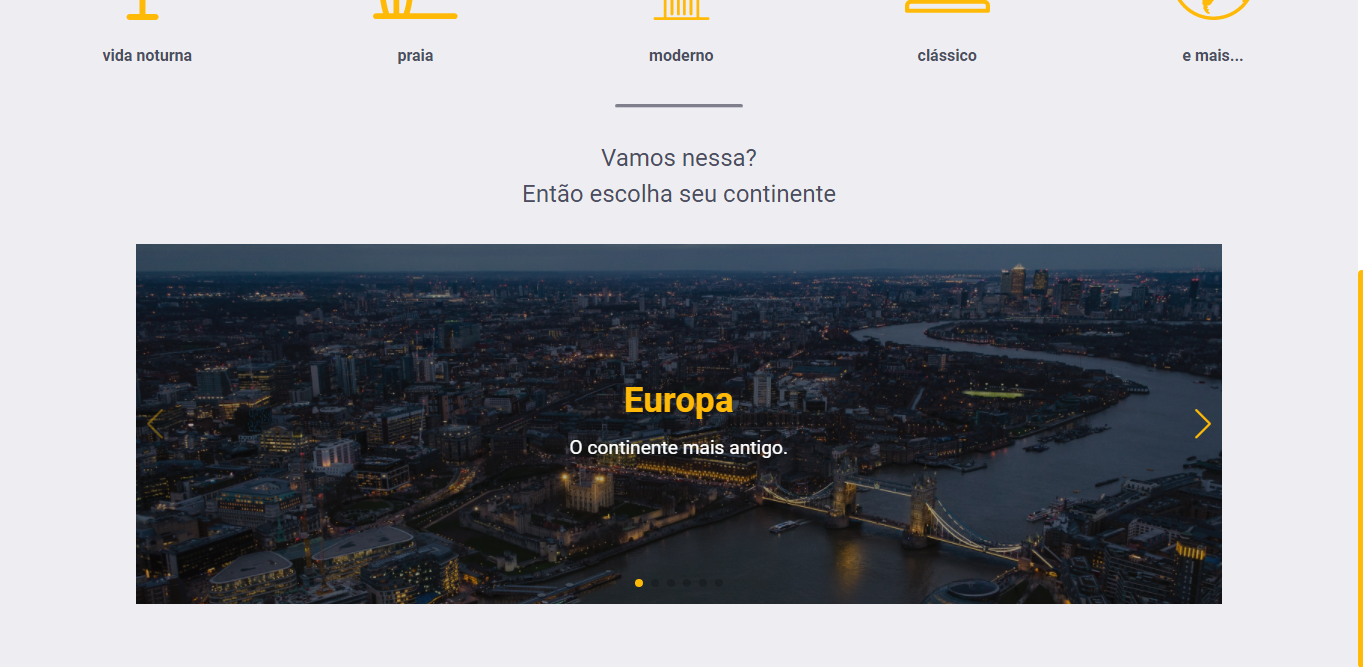 vida noturna
praia
moderno
clássico
e mais...
Vamos nessa?
Então escolha seu continente
Europa
O continente mais antigo.